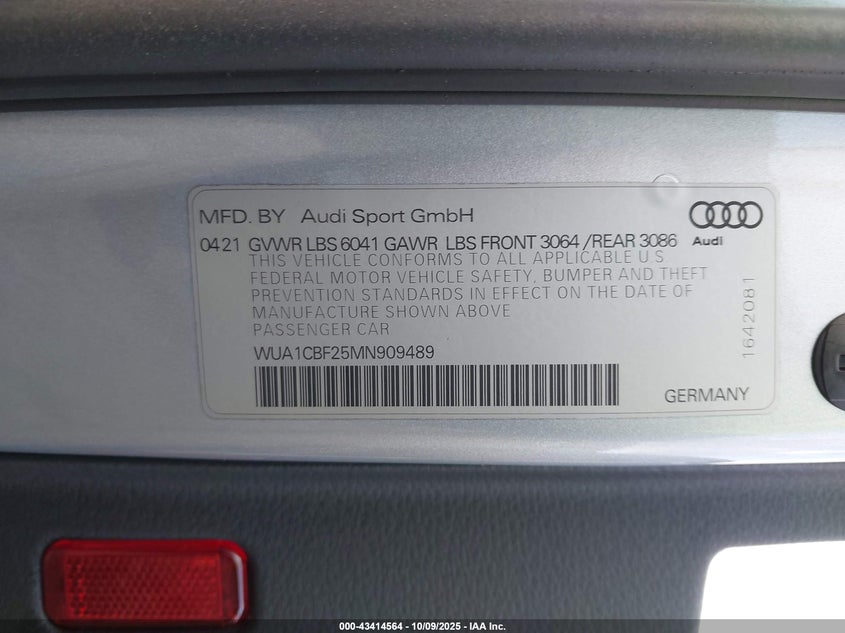 MFD. BY Audi Sport GmbH
0421 GVWR LBS 6041 GAWR LBS FRONT 3064 /REAR 3086
Audi
THIS VEHICLE CONFORMS TO ALL APPLICABLE U.S.
FEDERAL MOTOR VEHICLE SAFETY, BUMPER AND THEFT
PREVENTION STANDARDS IN EFFECT ON THE DATE OF
MANUFACTURE SHOWN ABOVE
PASSENGER CAR
1642081
WUA1CBF25MN909489
GERMANY
000-43414564 - 10/09/2025 - IAA Inc.